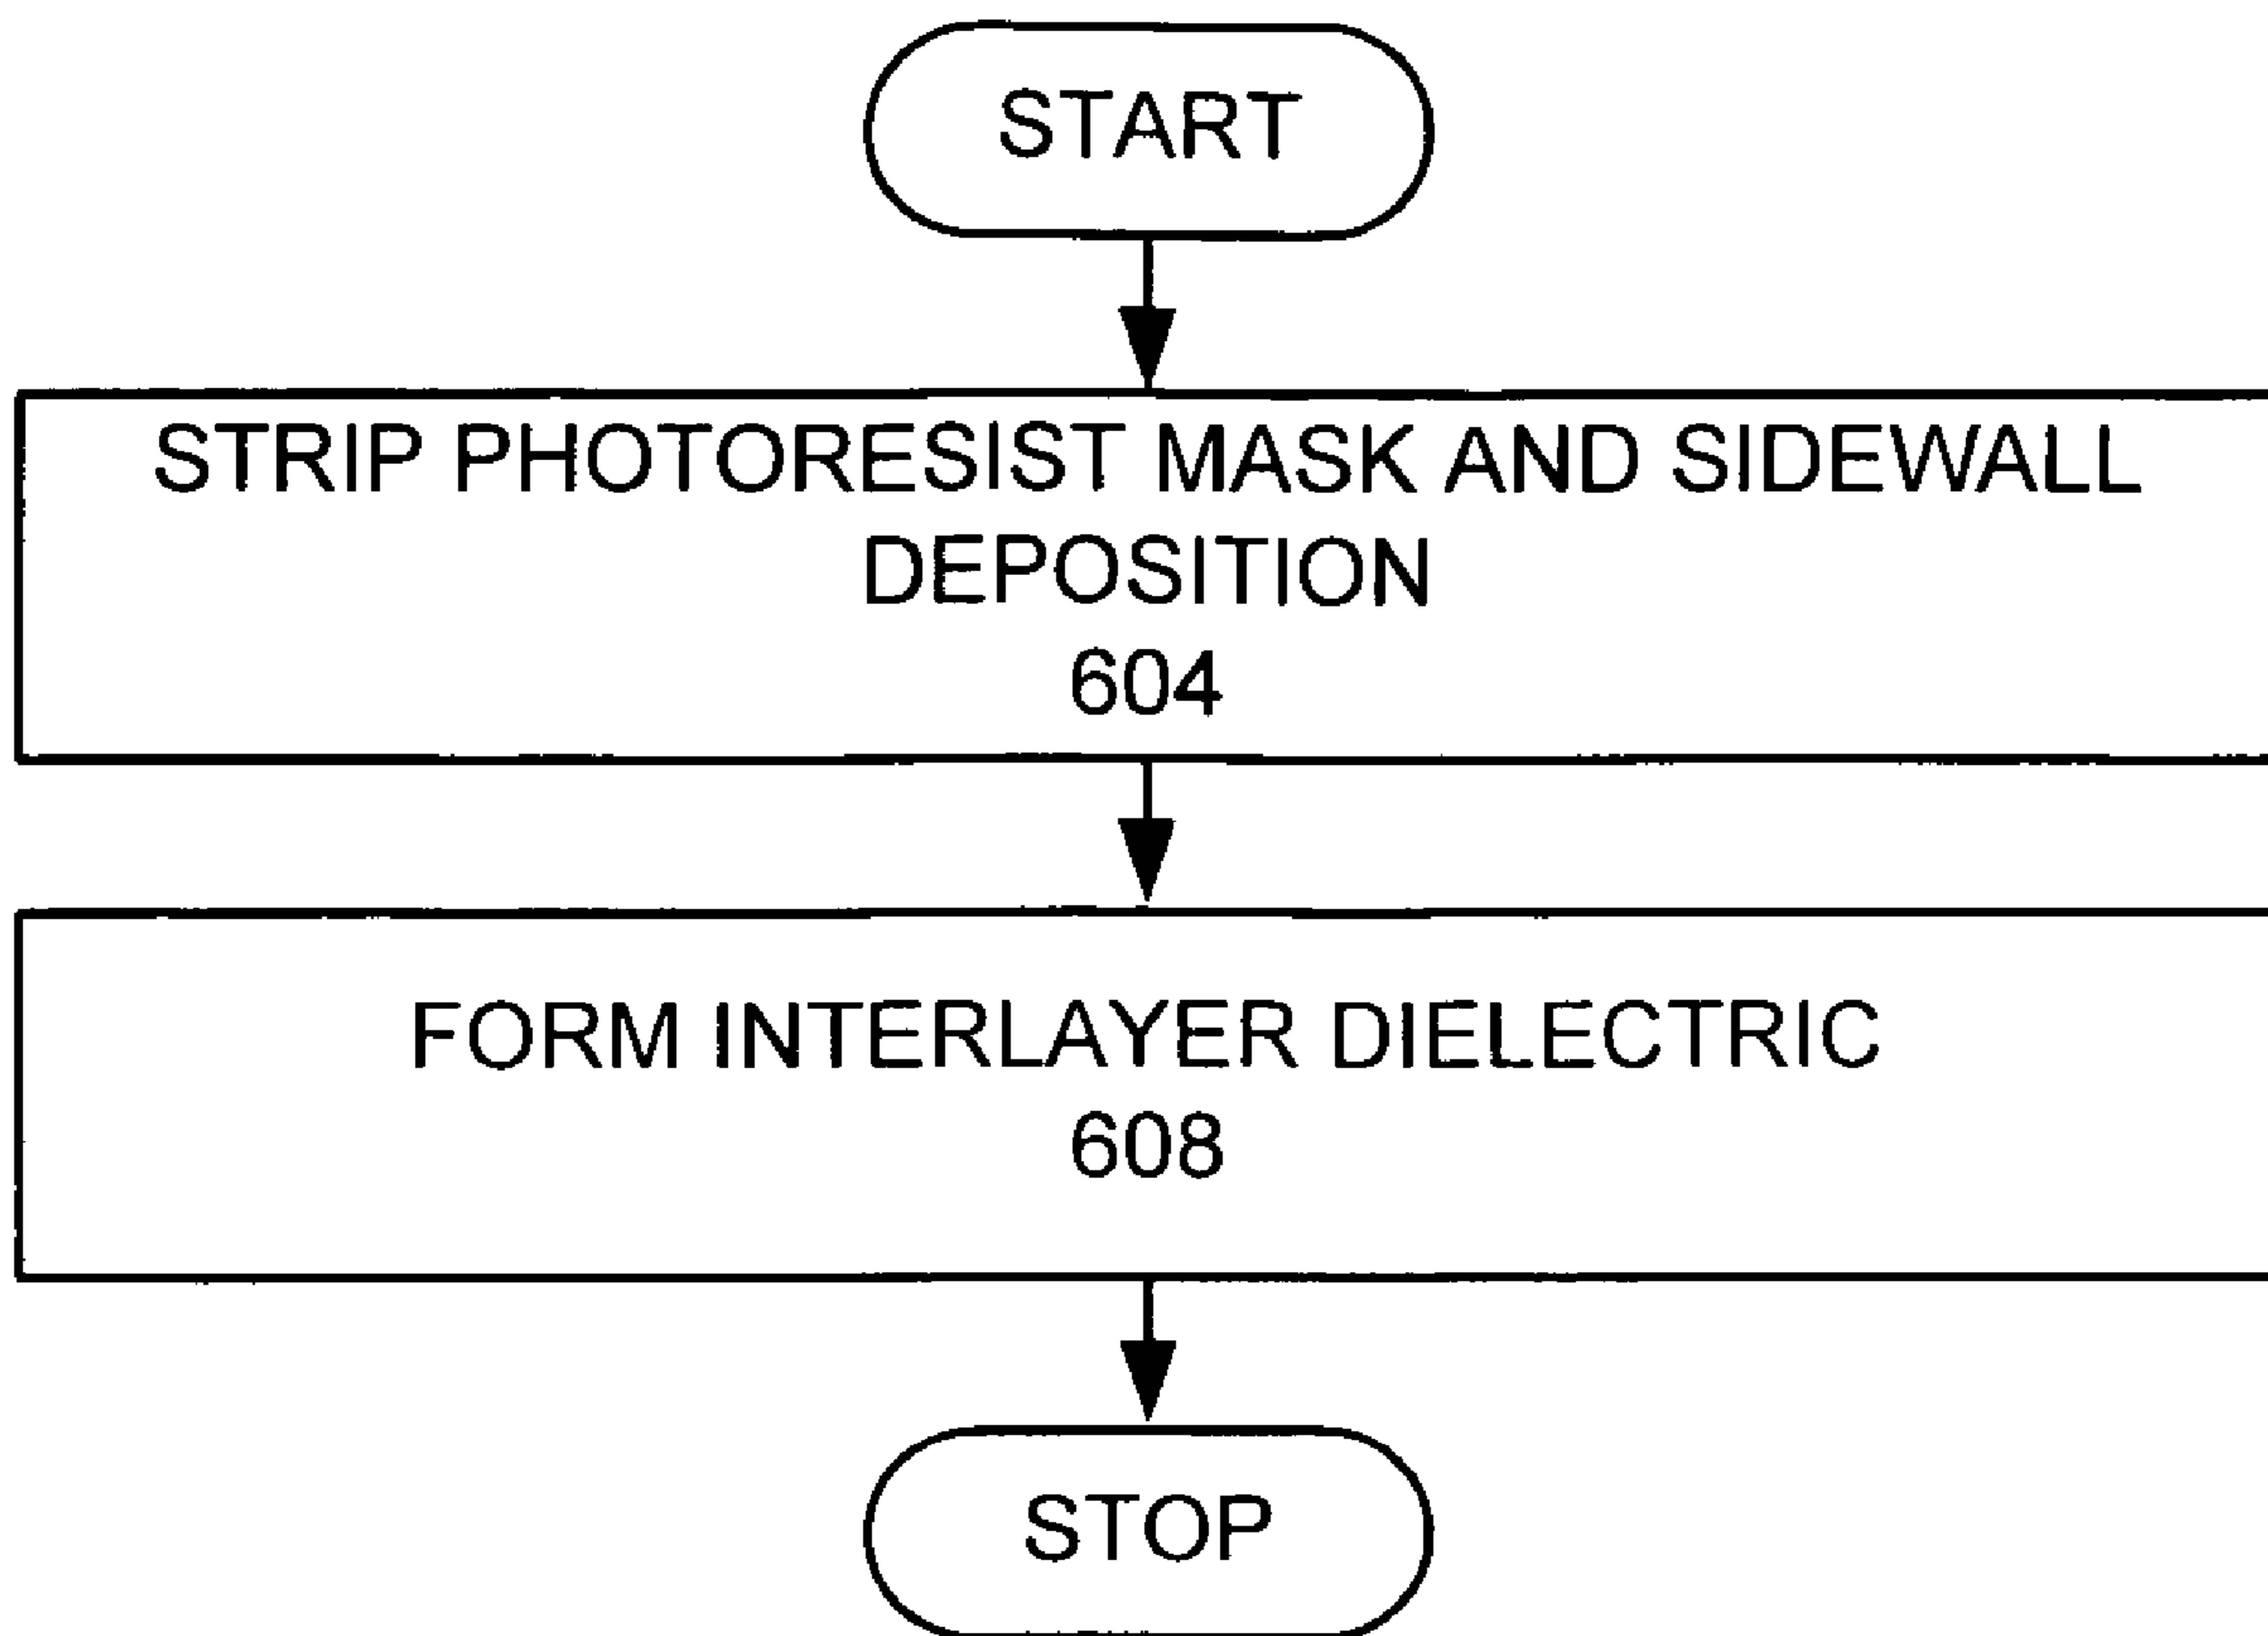 START
STRIP PHOTORESIST MASK AND SIDEWALL
DEPOSITION
604
FORM INTERLAYER DIELECTRIC
608
STOP